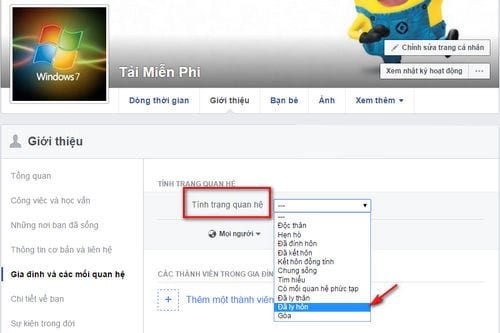 Windows 7
Tải Miễn Phí
Chỉnh sửa trang cá nhân
Xem nhật ký hoạt động
Dòng thời gian
Giới thiệu
Bạn bè
Ảnh
Xem thêm
Giới thiệu
Tổng quan
Công việc và học vấn
Những nơi bạn đã sống
Thông tin cơ bản và liên hệ
Gia đình và các mối quan hệ
Chi tiết về bạn
Sự kiện trong đời
TÌNH TRẠNG QUAN HỆ
Tình trạng quan hệ
---
Mọi người
---
Độc thân
Hẹn hò
Đã đính hôn
Đã kết hôn
Kết hôn đồng tính
Chung sống
Tìm hiểu
Có mối quan hệ phức tạp
Đã ly thân
Đã ly hôn
Góa
CÁC THÀNH VIÊN TRONG GIA ĐÌN
Thêm một thành viên